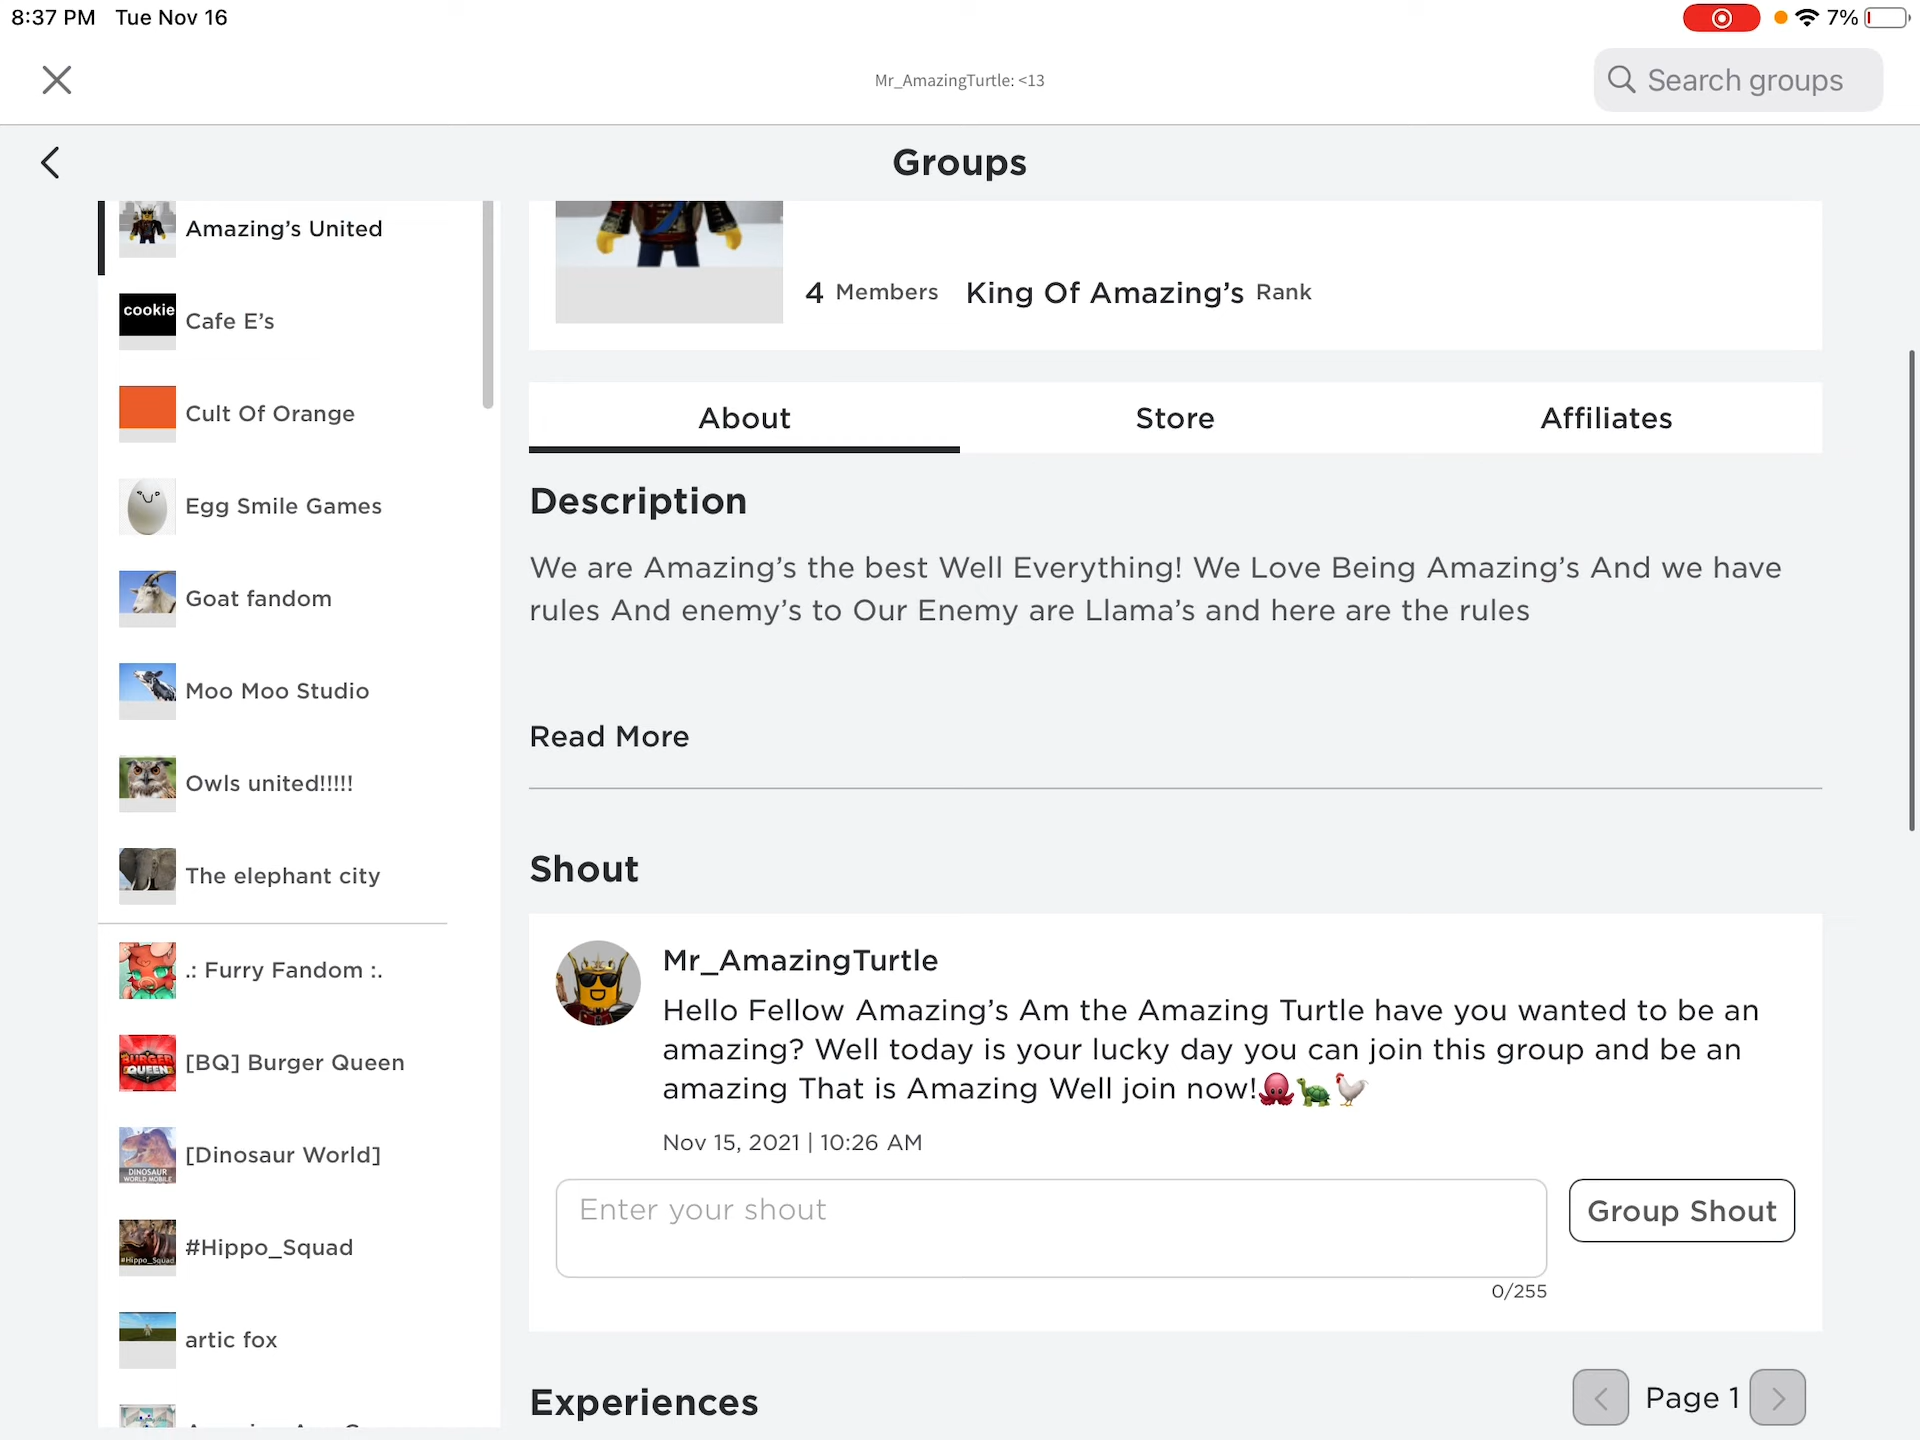 8:37 PM Tue Nov 16
7%
Mr_AmazingTurtle: <13
Search groups
Groups
Amazing’s United
cookie
Cafe E’s
Cult Of Orange
Egg Smile Games
Goat fandom
Moo Moo Studio
Owls united!!!!!
The elephant city
.: Furry Fandom :.
BURGER
QUEEN
[BQ] Burger Queen
DINOSAUR
WORLD MOBILE
[Dinosaur World]
#Hippo_Squad
#Hippo_Squad
artic fox
4 Members King Of Amazing’s Rank
About Store Affiliates
Description
We are Amazing’s the best Well Everything! We Love Being Amazing’s And we have
rules And enemy’s to Our Enemy are Llama’s and here are the rules
Read More
Shout
Mr_AmazingTurtle
Hello Fellow Amazing’s Am the Amazing Turtle have you wanted to be an
amazing? Well today is your lucky day you can join this group and be an
amazing That is Amazing Well join now!🐙🐢🐓
Nov 15, 2021 | 10:26 AM
Enter your shout
Group Shout
0/255
Experiences
Page 1